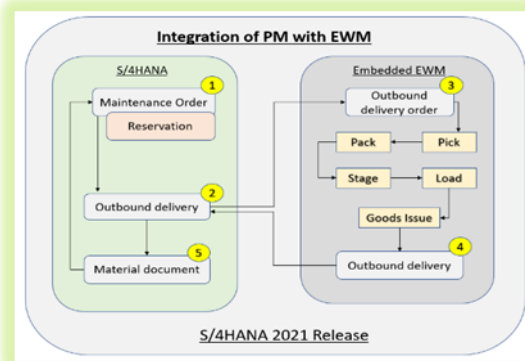 Integration of PM with EWM
S/4HANA
1
Maintenance Order
Reservation
2
Outbound delivery
5
Material document
Embedded EWM
3
Outbound
delivery order
Pack
Pick
Stage
Load
Goods Issue
4
Outbound delivery
S/4HANA 2021 Release